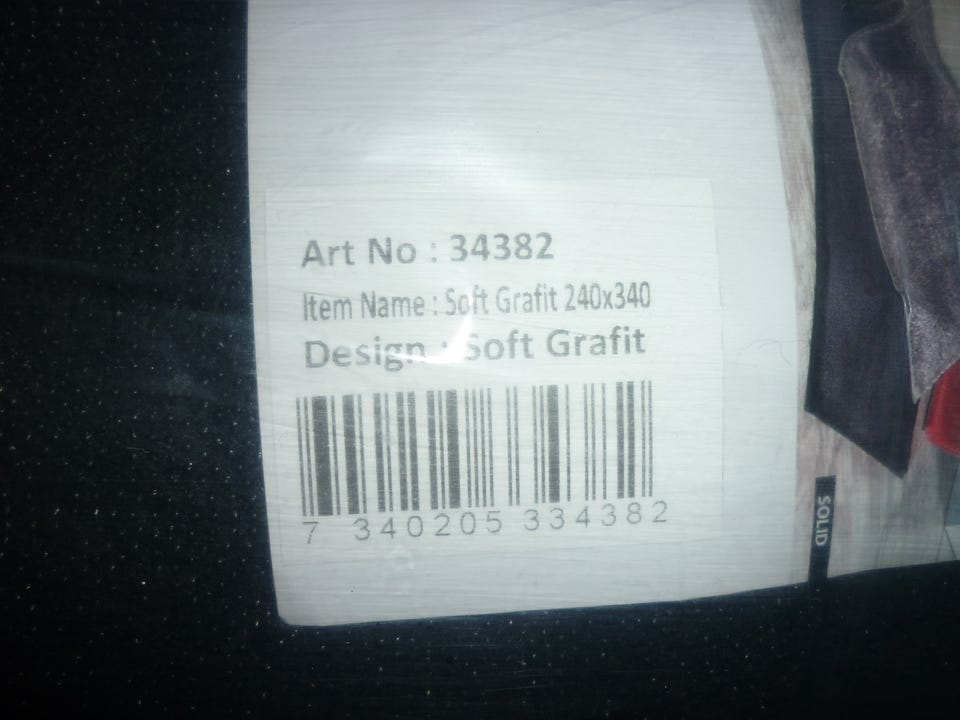 Art No : 34382
Item Name : Soft Grafit 240x340
Design : Soft Grafit
7 340205 334382
SOLID